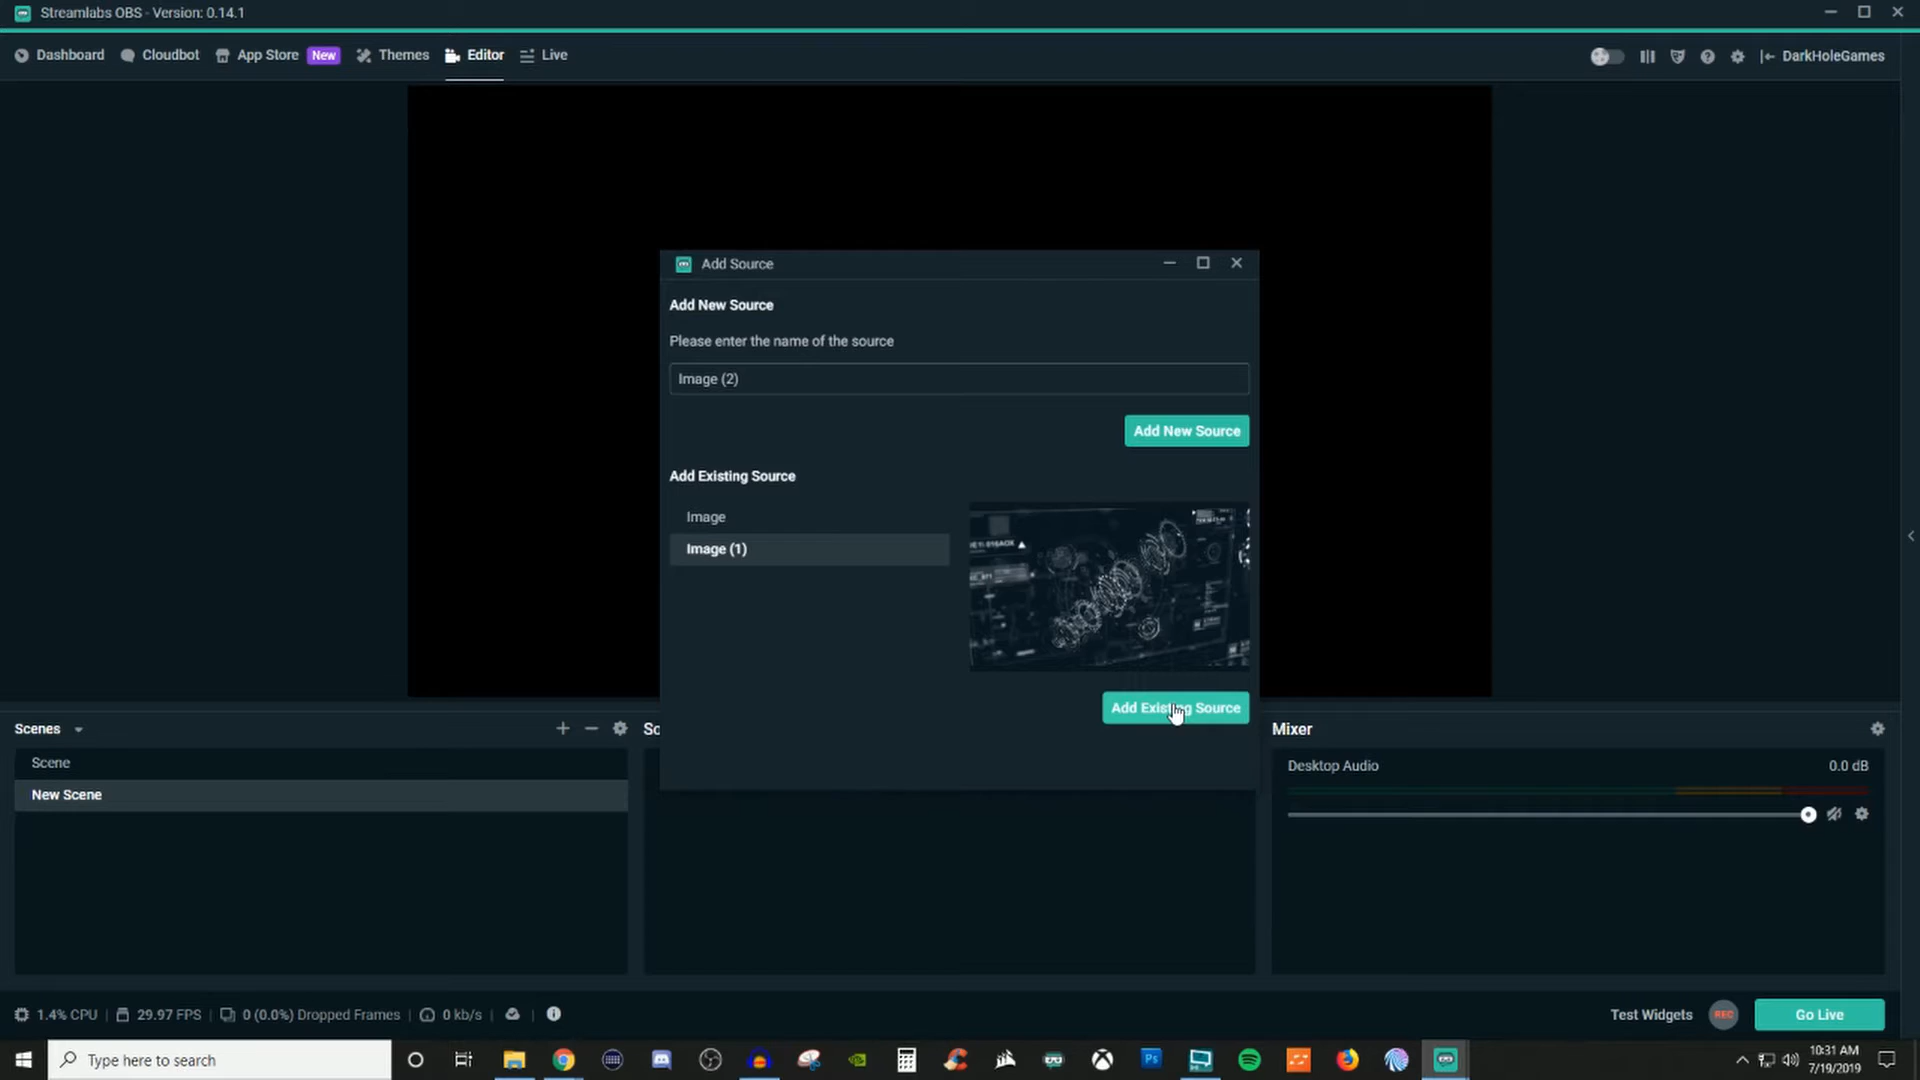 Streamlabs OBS - Version: 0.14.1
Dashboard Cloudbot App Store New Themes Editor Live DarkHoleGames
Add Source
Add New Source
Please enter the name of the source
Image (2)
Add New Source
Add Existing Source
Image
Image (1)
Add Existing Source
Scenes
Scene
New Scene
So
Mixer
Desktop Audio 0.0 dB
1.4% CPU | 29.97 FPS | 0 (0.0%) Dropped Frames | 0 kb/s
Test Widgets REC Go Live
Type here to search
Ps
10:31 AM
7/19/2019